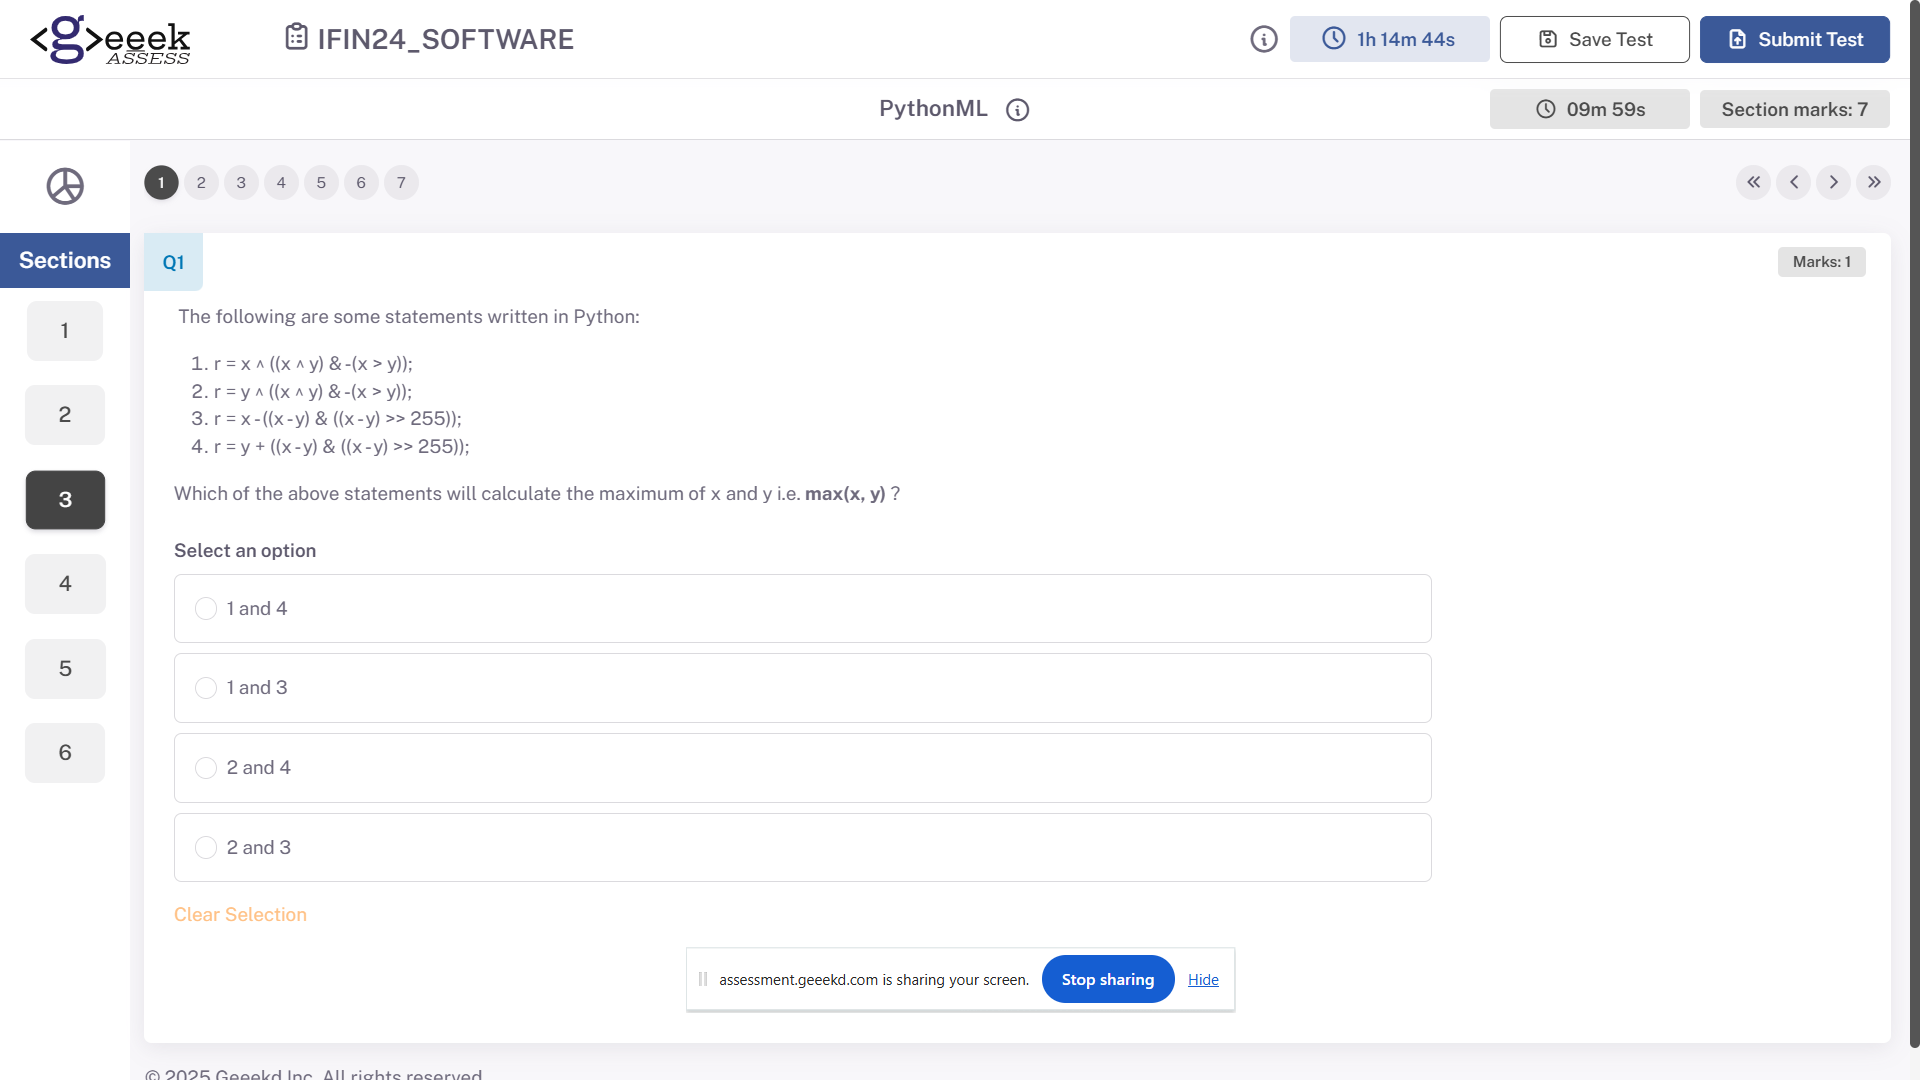 <g>eeek
ASSESS
IFIN24_SOFTWARE
1h 14m 44s
Save Test
Submit Test
PythonML
09m 59s
Section marks: 7
1 2 3 4 5 6 7
Sections
1
2
3
4
5
6
Q1
Marks: 1
The following are some statements written in Python:
1. r = x ^ ((x ^ y) & -(x > y));
2. r = y ^ ((x ^ y) & -(x > y));
3. r = x - ((x - y) & ((x - y) >> 255));
4. r = y + ((x - y) & ((x - y) >> 255));
Which of the above statements will calculate the maximum of x and y i.e. max(x, y) ?
Select an option
1 and 4
1 and 3
2 and 4
2 and 3
Clear Selection
assessment.geeekd.com is sharing your screen.
Stop sharing
Hide
© 2025 Geeekd Inc. All rights reserved